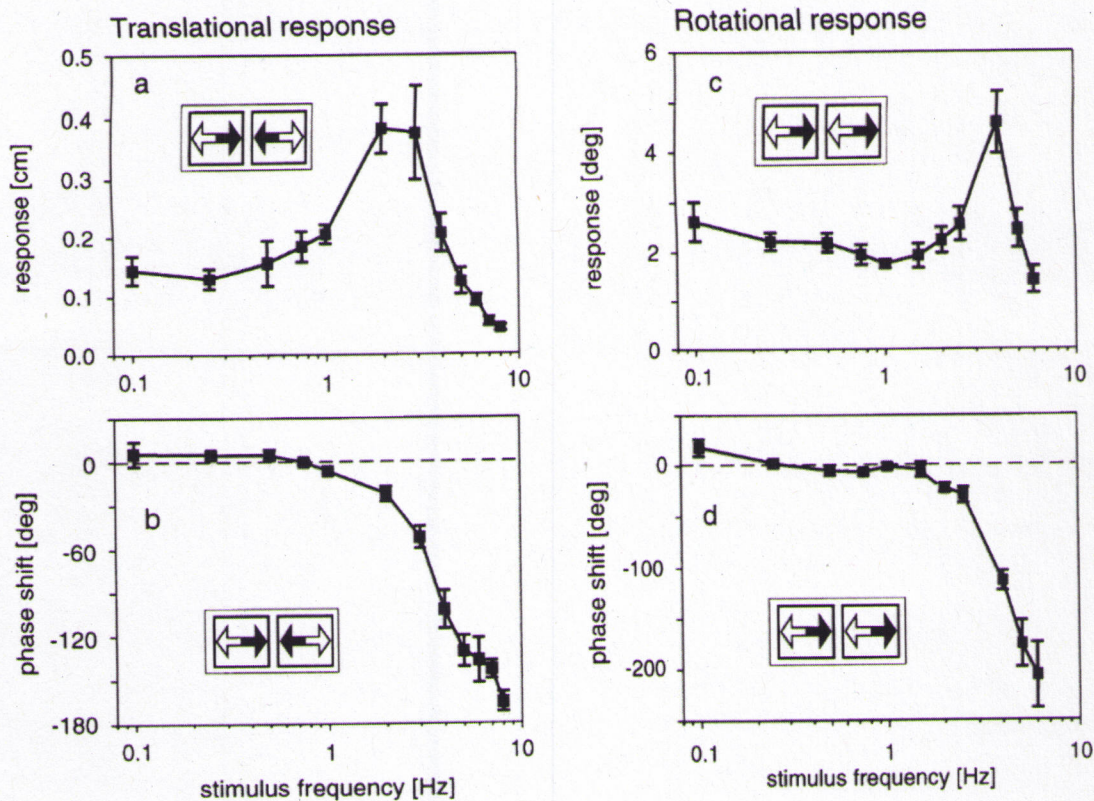 Translational response
a
response [cm]
0.5
0.4
0.3
0.2
0.1
0.0
0.1
1
10
b
phase shift [deg]
0
-60
-120
-180
0.1
1
10
stimulus frequency [Hz]
Rotational response
c
response [deg]
6
4
2
0
0.1
1
10
d
phase shift [deg]
0
-100
-200
0.1
1
10
stimulus frequency [Hz]